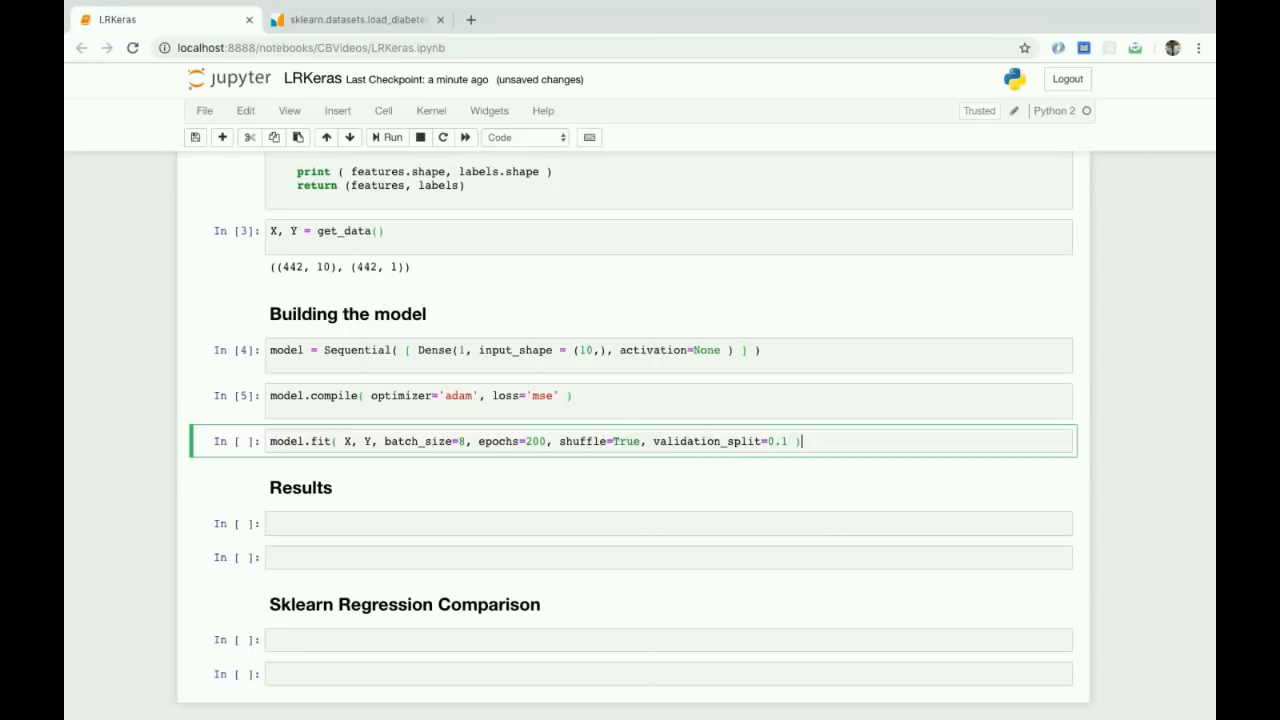 LRKeras
sklearn.datasets.load_diabete
localhost:8888/notebooks/CBVideos/LRKeras.ipynb
jupyter LRKeras Last Checkpoint: a minute ago (unsaved changes)
Logout
File Edit View Insert Cell Kernel Widgets Help
Trusted Python 2
Run Code
print ( features.shape, labels.shape )
return (features, labels)
In [3]: X, Y = get_data()
((442, 10), (442, 1))
Building the model
In [4]: model = Sequential( [ Dense(1, input_shape = (10,), activation=None ) ] )
In [5]: model.compile( optimizer='adam', loss='mse' )
In [ ]: model.fit( X, Y, batch_size=8, epochs=200, shuffle=True, validation_split=0.1 )
Results
In [ ]:
In [ ]:
Sklearn Regression Comparison
In [ ]:
In [ ]: